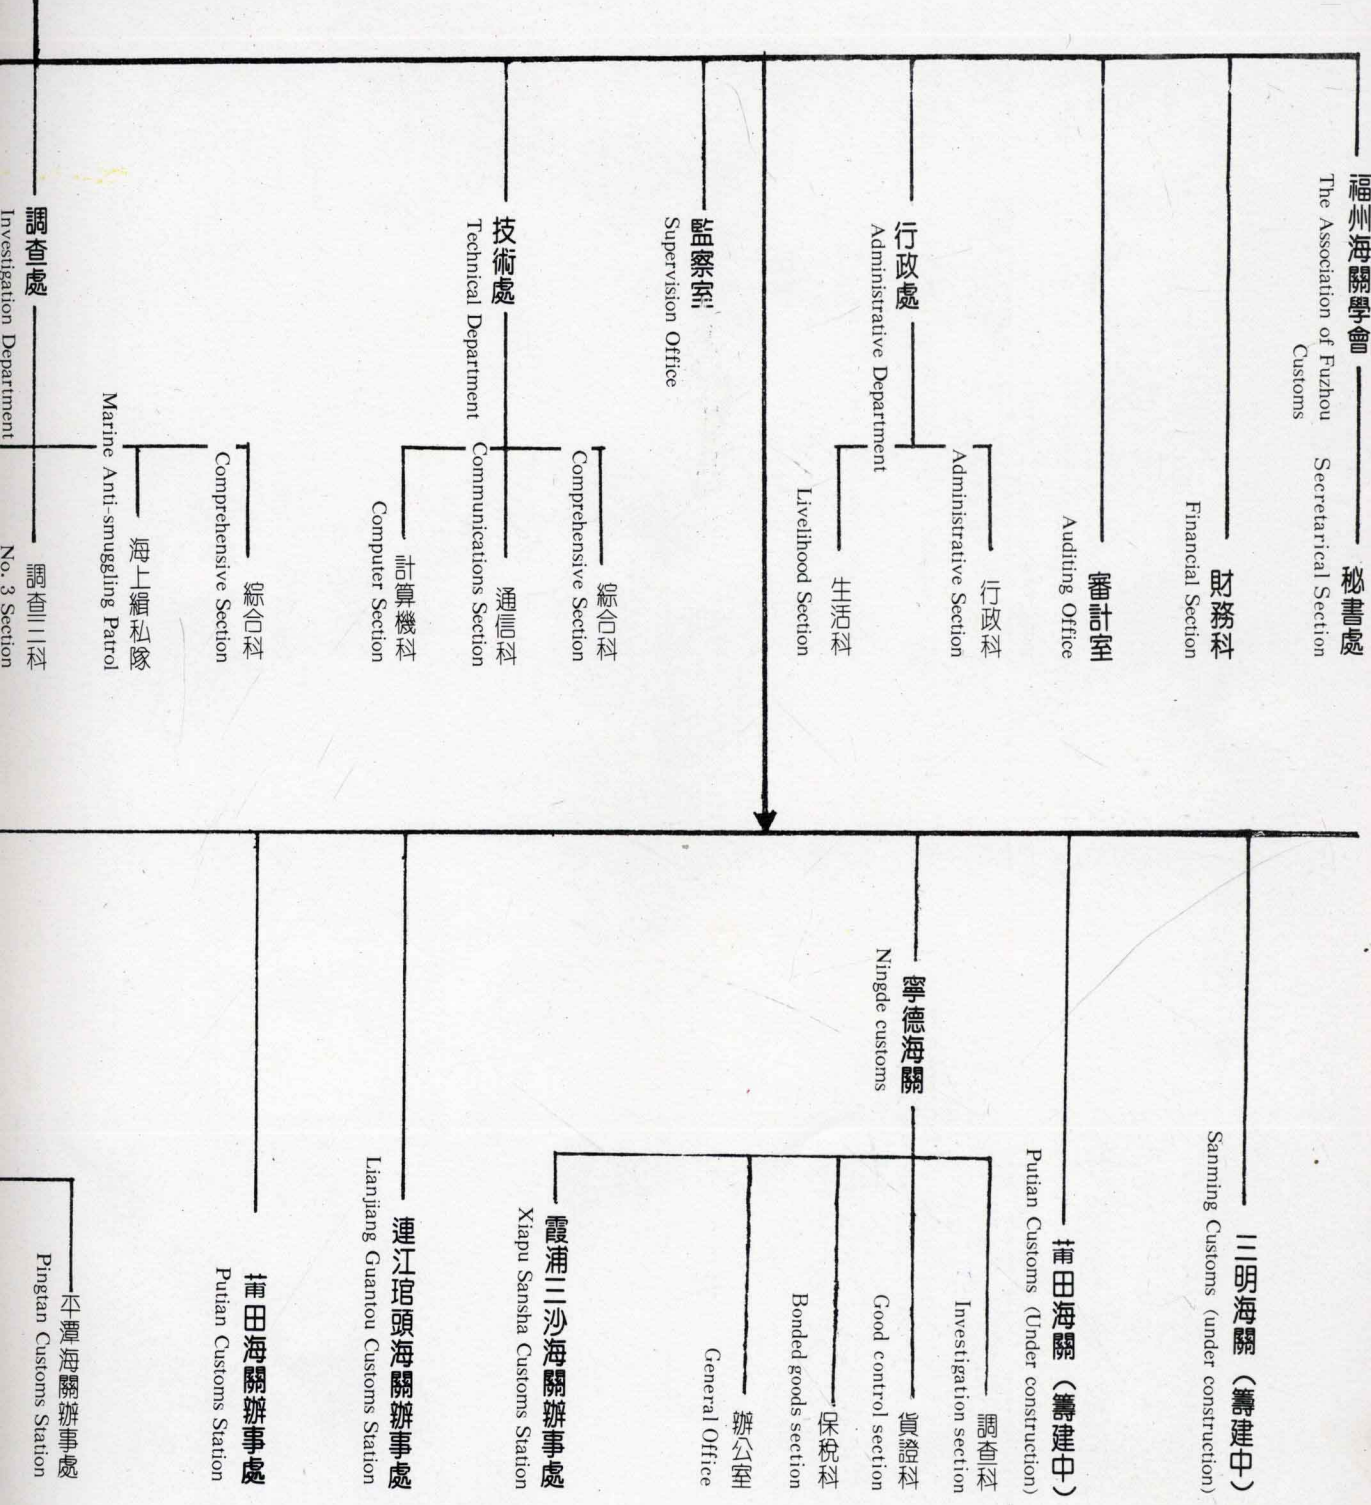 福州海關學會
The Association of Fuzhou
Customs
秘書處
Secretarical Section
財務科
Financial Section
審計室
Auditing Office
行政處
Administrative Department
行政科
Administrative Section
生活科
Livelihood Section
監察室
Supervision Office
技術處
Technical Department
綜合科
Comprehensive Section
通信科
Communications Section
計算機科
Computer Section
調查處
Investigation Department
綜合科
Comprehensive Section
海上緝私隊
Marine Anti-smuggling Patrol
調查三科
No. 3 Section
三明海關（籌建中）
Sanming Customs (under construction)
莆田海關（籌建中）
Putian Customs (Under construction)
寧德海關
Ningde customs
調查科
Investigation section
貨證科
Good control section
保稅科
Bonded goods section
辦公室
General Office
霞浦三沙海關辦事處
Xiapu Sansha Customs Station
連江琯頭海關辦事處
Lianjiang Guantou Customs Station
莆田海關辦事處
Putian Customs Station
平潭海關辦事處
Pingtan Customs Station